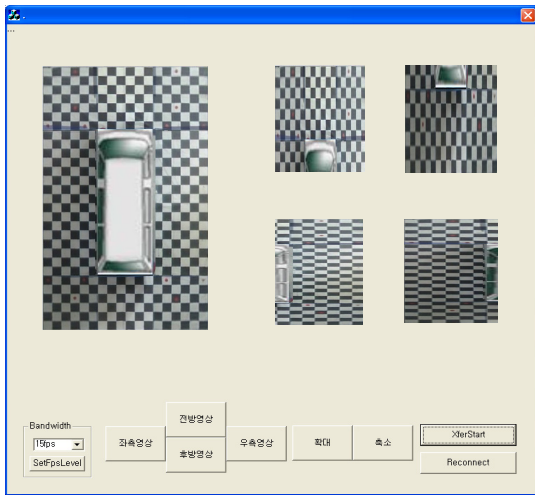 ...
전방영상
Bandwidth
15fps
좌측영상
우측영상
확대
축소
XferStart
SetFpsLevel
후방영상
Reconnect